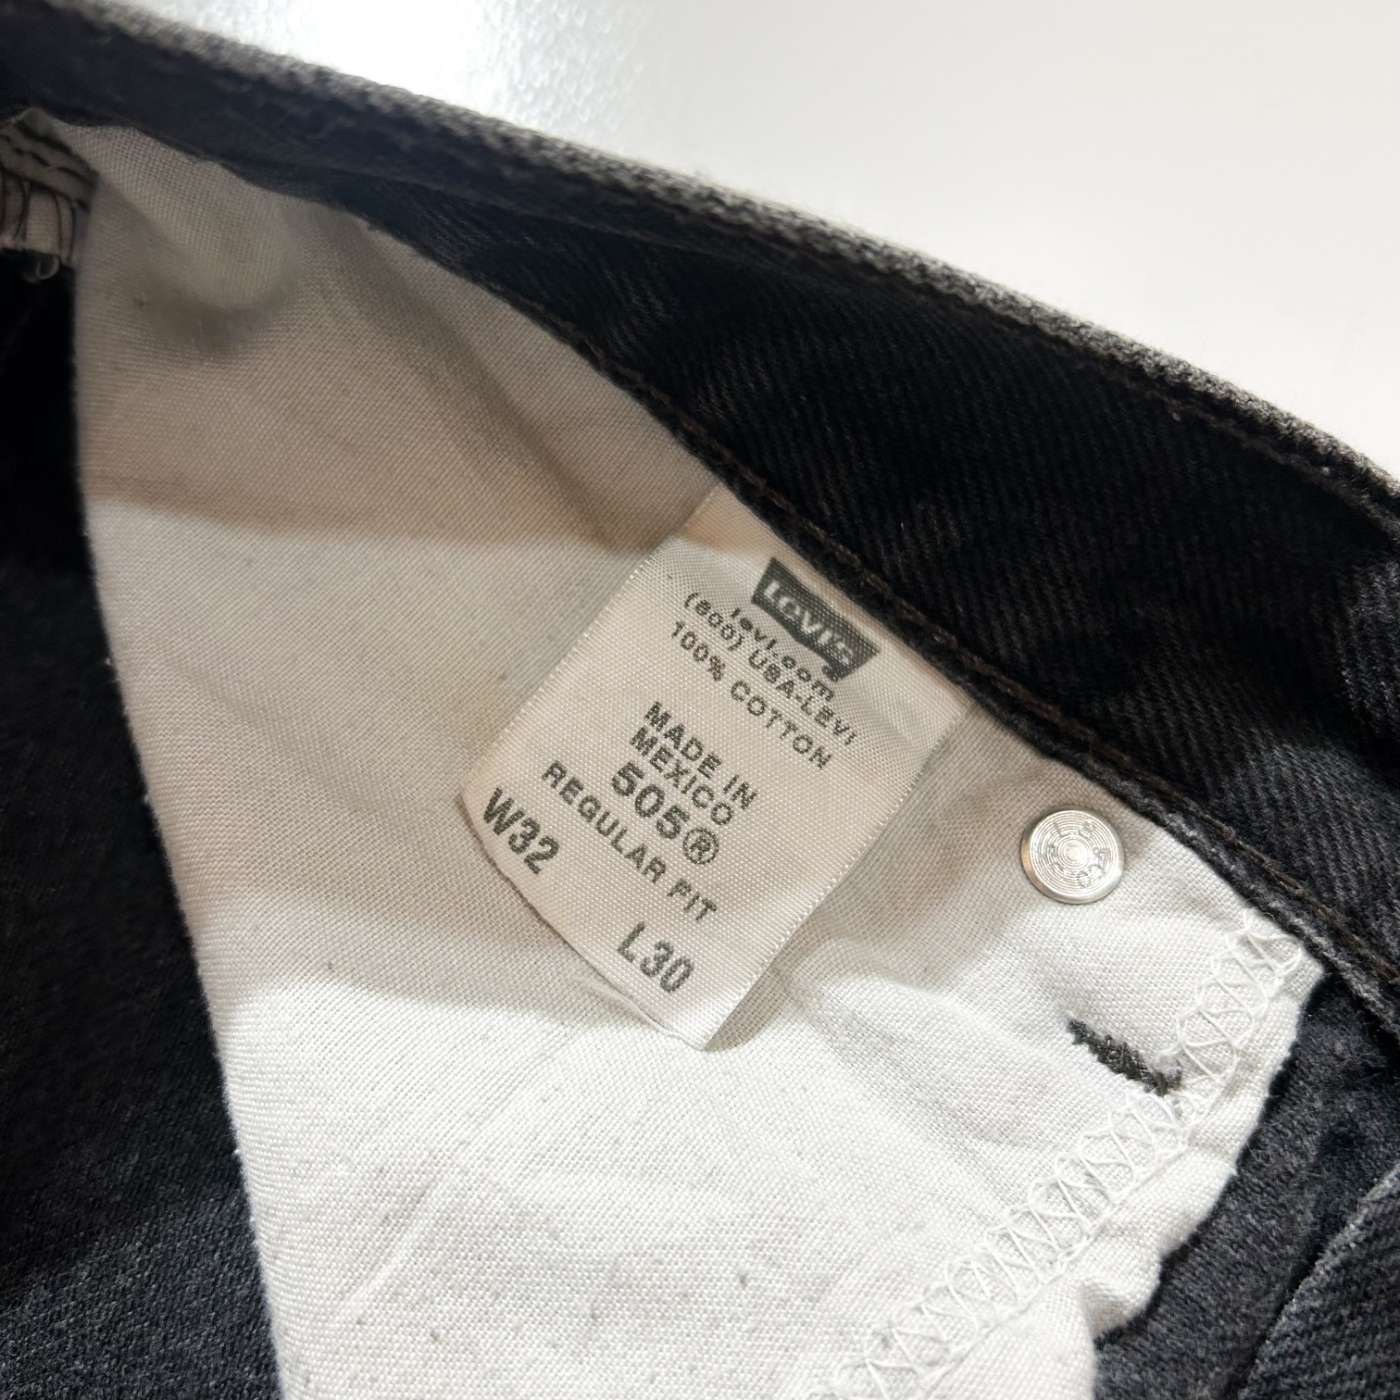 Levi's
levi.com
(800) USA-LEVI
100% COTTON
MADE IN
MEXICO
505®
REGULAR FIT
W32 L30